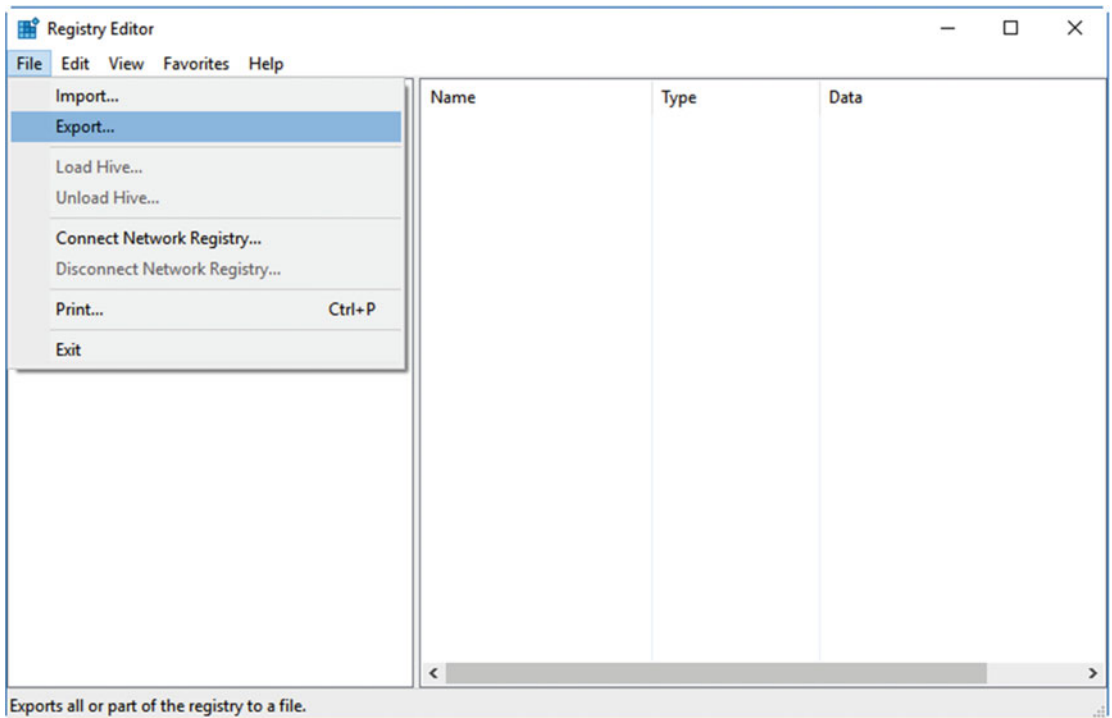 Registry Editor
File Edit View Favorites Help
Import...
Export...
Load Hive...
Unload Hive...
Connect Network Registry...
Disconnect Network Registry...
Print... Ctrl+P
Exit
Name Type Data
Exports all or part of the registry to a file.